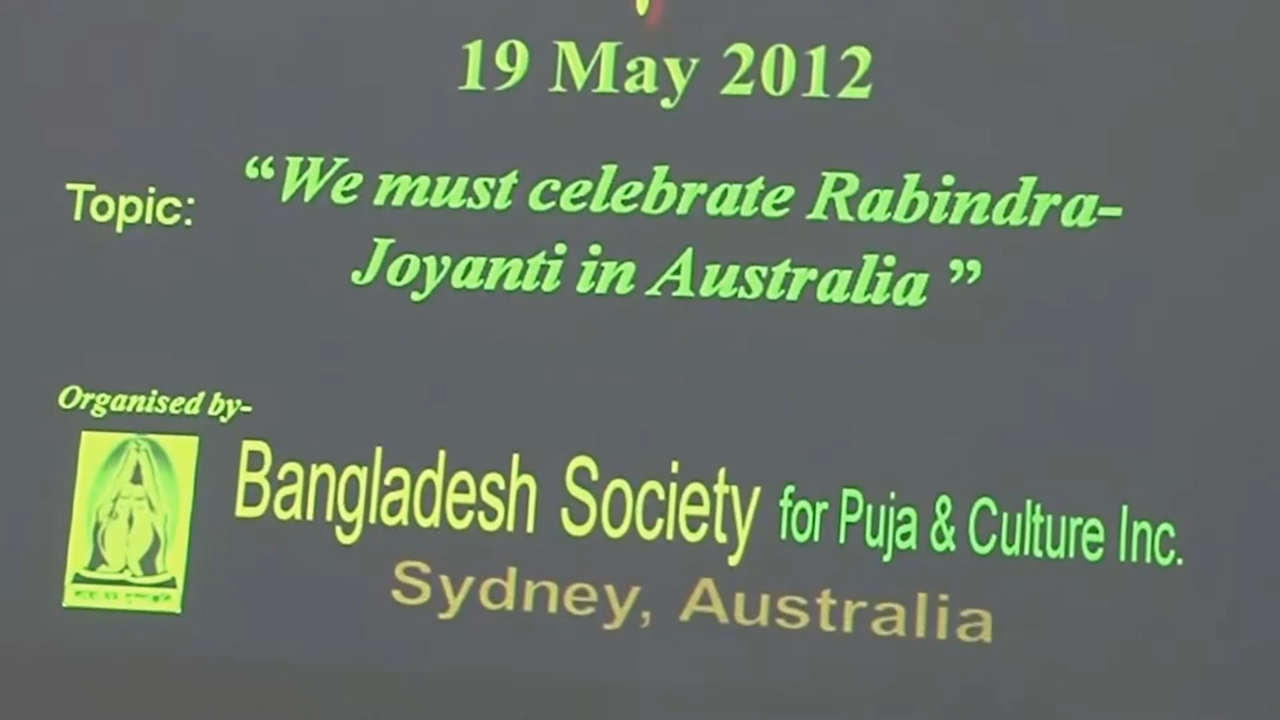 19 May 2012
Topic:
“We must celebrate Rabindra-
Joyanti in Australia ”
Organised by-
Bangladesh Society for Puja & Culture Inc.
Sydney, Australia